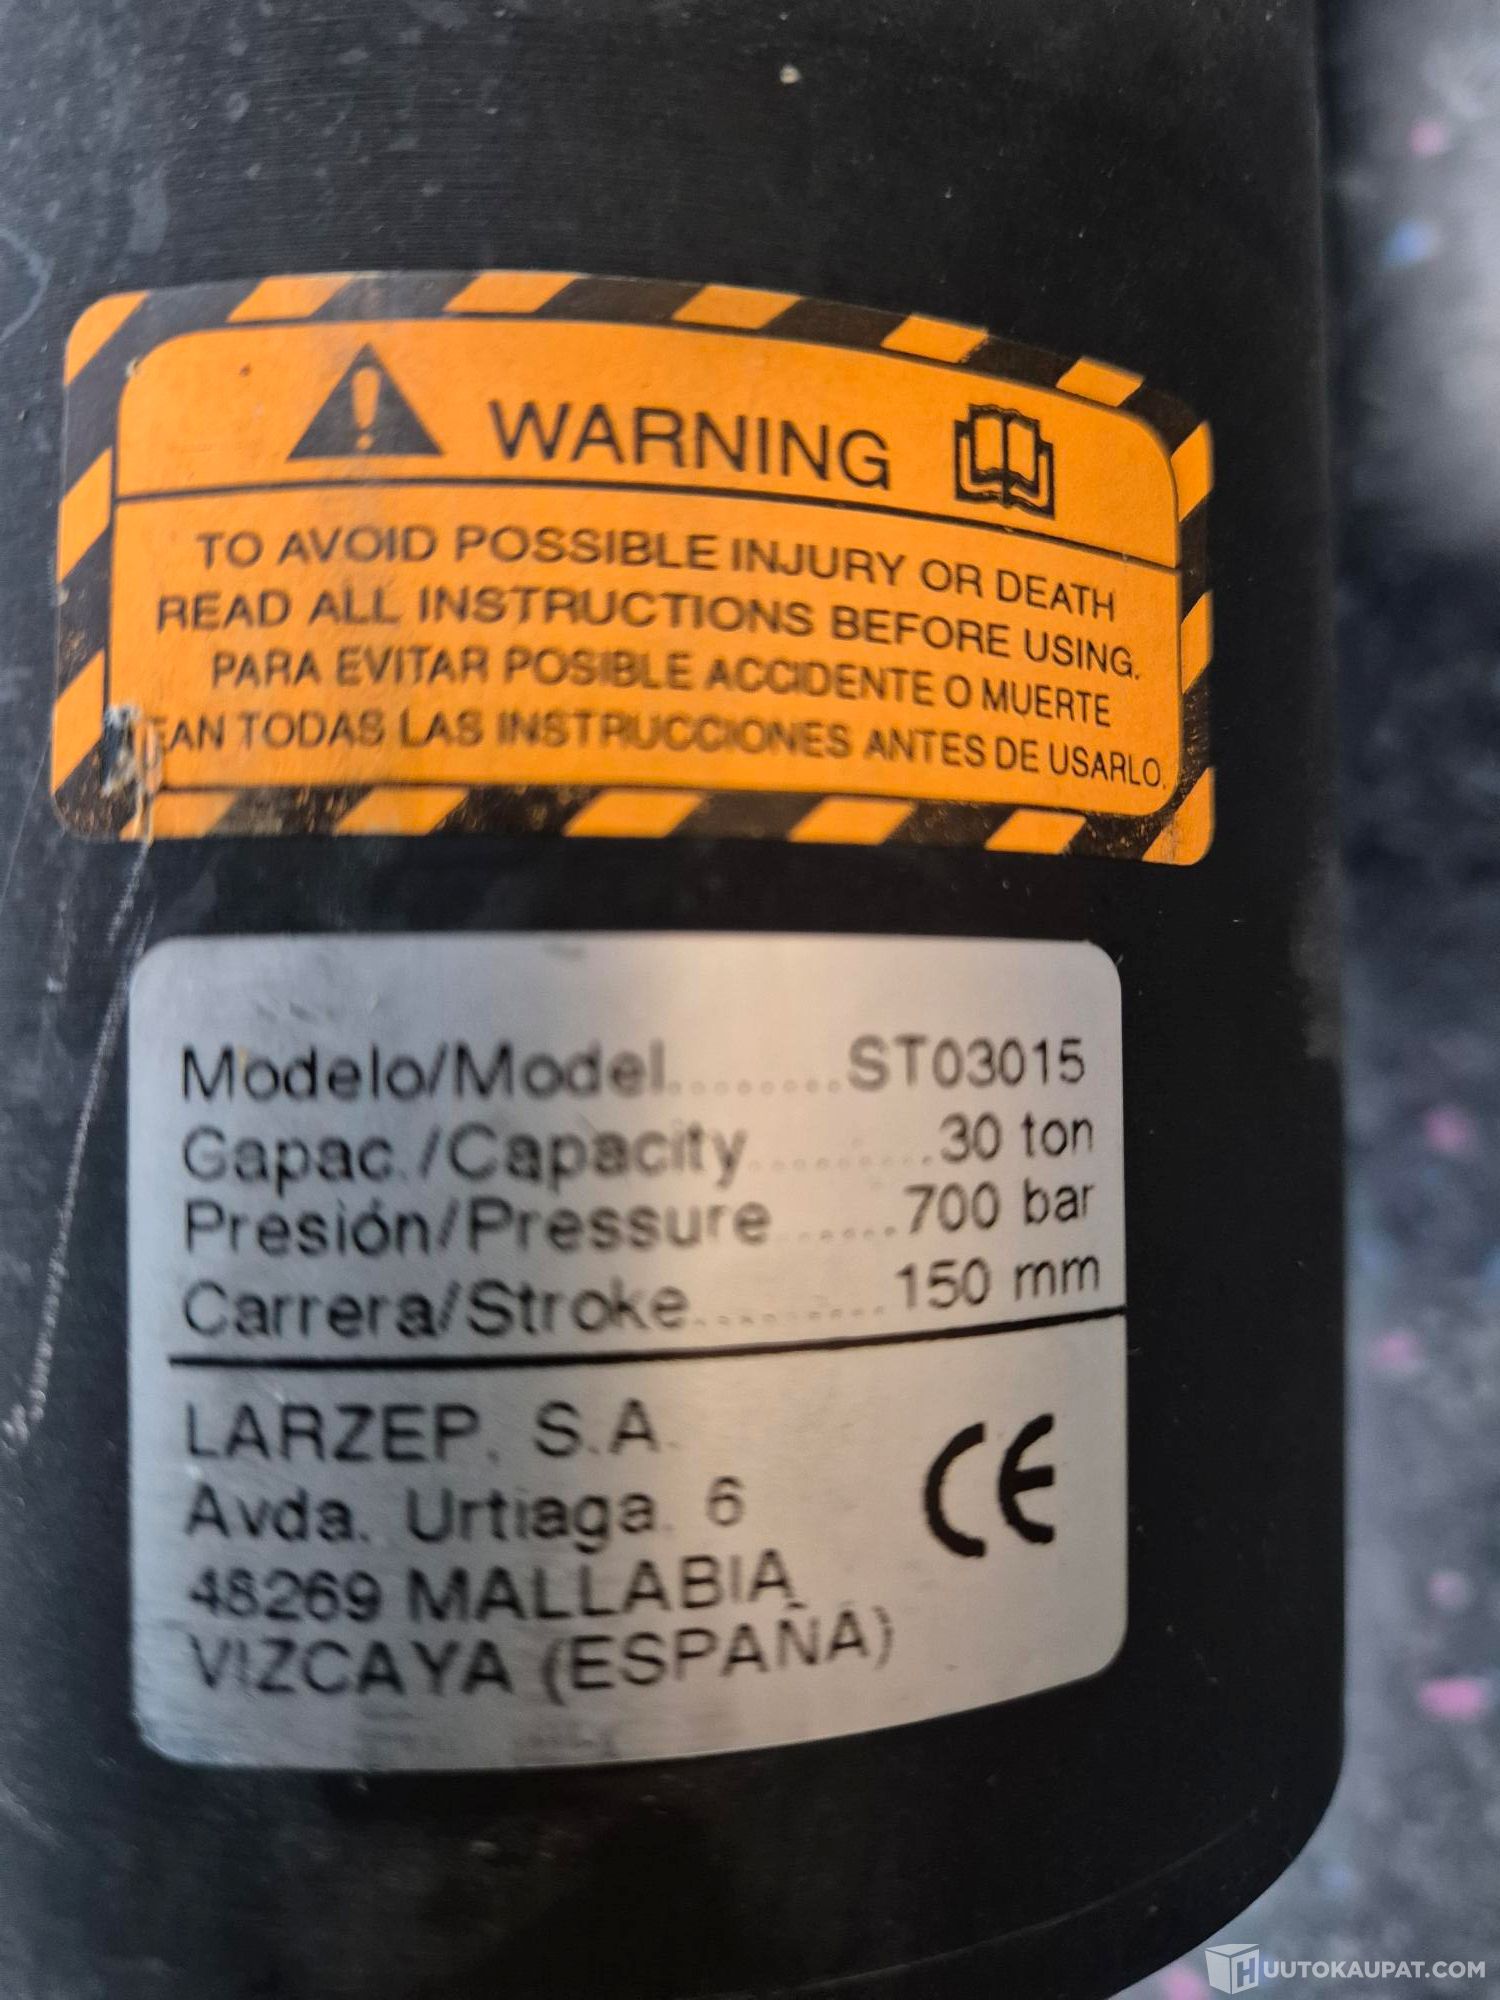 WARNING
TO AVOID POSSIBLE INJURY OR DEATH
READ ALL INSTRUCTIONS BEFORE USING.
PARA EVITAR POSIBLE ACCIDENTE O MUERTE
EAN TODAS LAS INSTRUCCIONES ANTES DE USARLO.
Modelo/Model.........ST03015
Capac./Capacity..........30 ton
Presión/Pressure......700 bar
Carrera/Stroke.........150 mm
LARZEP, S.A.
Avda. Urtiaga, 6
48269 MALLABIA
VIZCAYA (ESPAÑA)
CE
HUUTOKAUPAT.COM